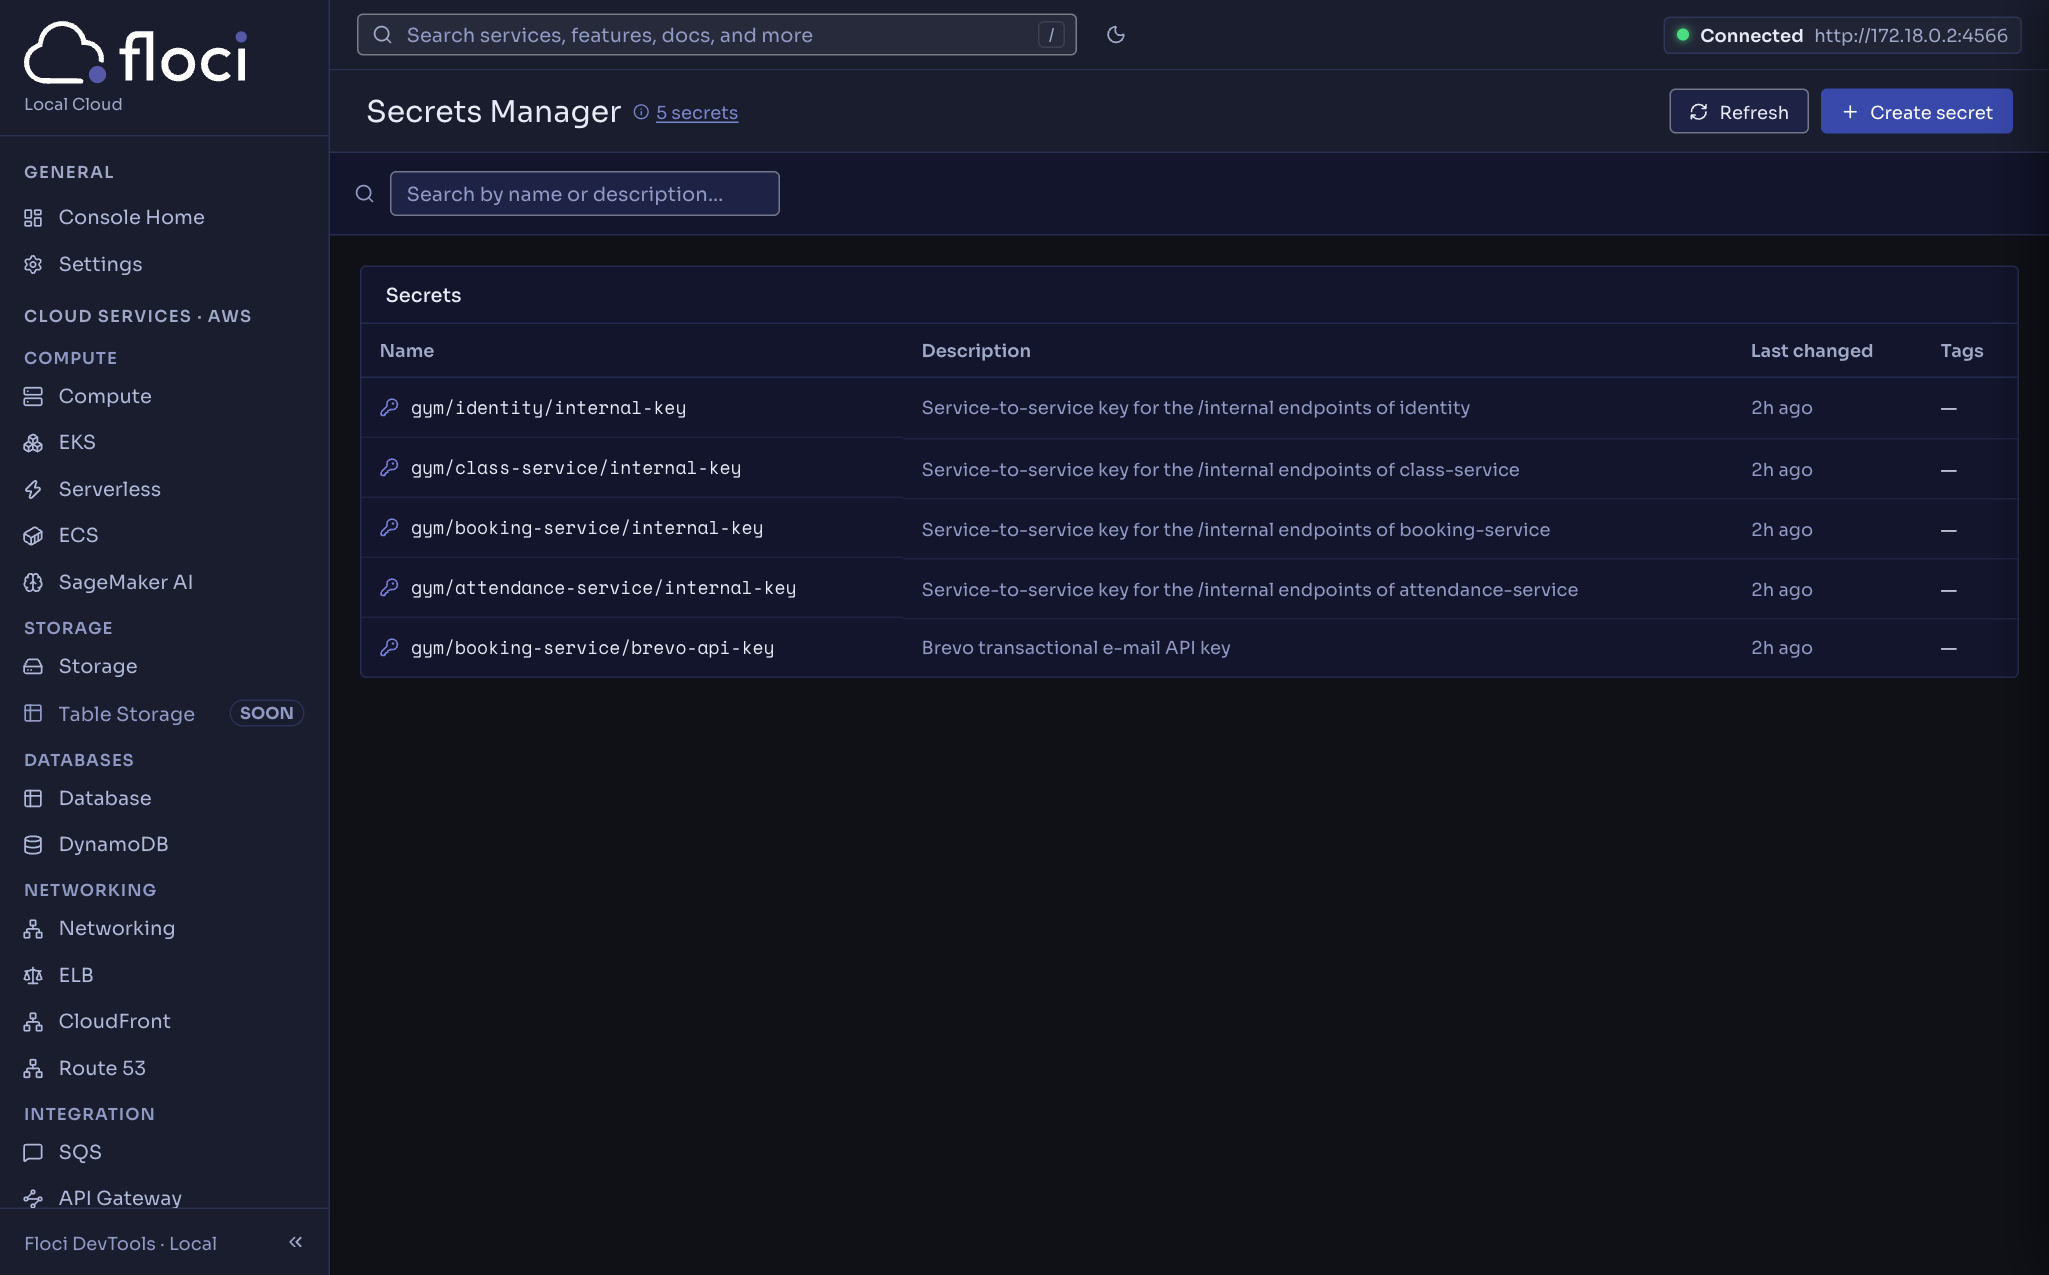 floci
Local Cloud
GENERAL
Console Home
Settings
CLOUD SERVICES · AWS
COMPUTE
Compute
EKS
Serverless
ECS
SageMaker AI
STORAGE
Storage
Table Storage SOON
DATABASES
Database
DynamoDB
NETWORKING
Networking
ELB
CloudFront
Route 53
INTEGRATION
SQS
API Gateway
Floci DevTools · Local
Search services, features, docs, and more /
Connected http://172.18.0.2:4566
Secrets Manager 5 secrets
Refresh
+ Create secret
Search by name or description...
Secrets
Name Description Last changed Tags
gym/identity/internal-key Service-to-service key for the /internal endpoints of identity 2h ago —
gym/class-service/internal-key Service-to-service key for the /internal endpoints of class-service 2h ago —
gym/booking-service/internal-key Service-to-service key for the /internal endpoints of booking-service 2h ago —
gym/attendance-service/internal-key Service-to-service key for the /internal endpoints of attendance-service 2h ago —
gym/booking-service/brevo-api-key Brevo transactional e-mail API key 2h ago —